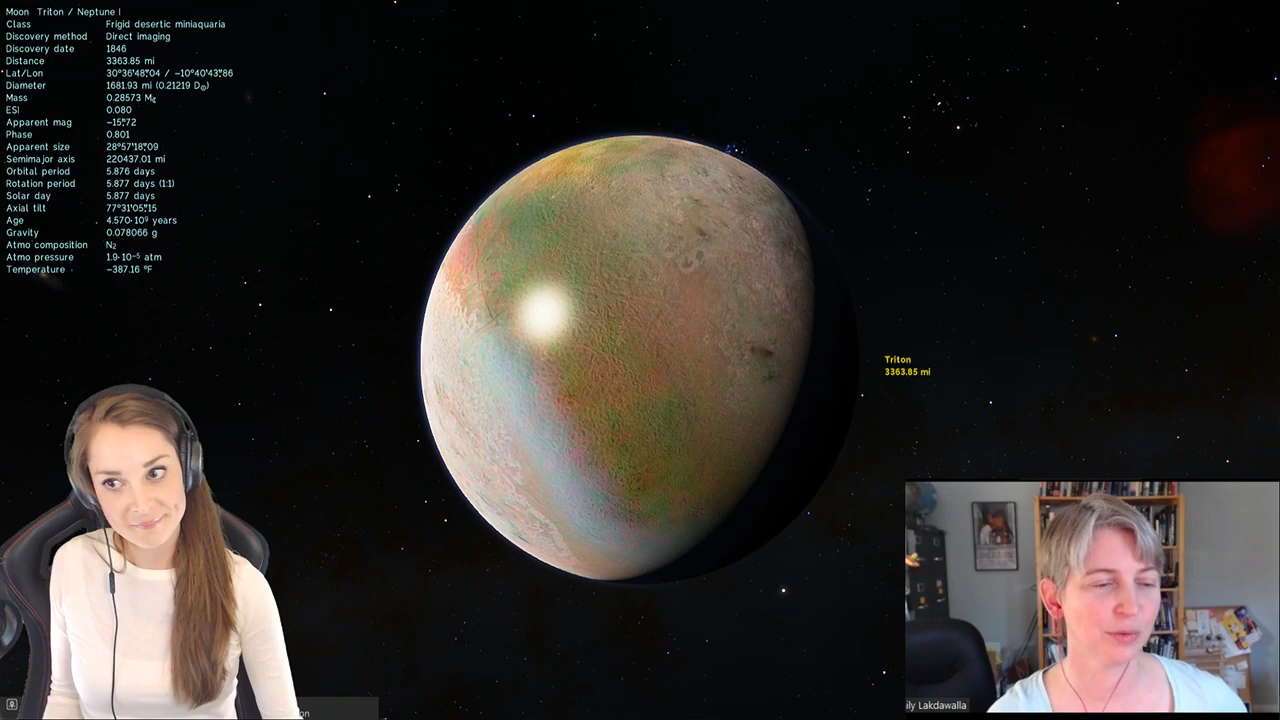 Moon Triton / Neptune I
Class Frigid desertic miniaquaria
Discovery method Direct imaging
Discovery date 1846
Distance 3363.85 mi
Lat/Lon 30°36'48"04 / −10°40'43"86
Diameter 1681.93 mi (0.21219 D⊕)
Mass 0.28573 M☾
ESI 0.080
Apparent mag −15.72
Phase 0.801
Apparent size 28°57'18"09
Semimajor axis 220437.01 mi
Orbital period 5.876 days
Rotation period 5.877 days (1:1)
Solar day 5.877 days
Axial tilt 77°31'05"15
Age 4.570·10⁹ years
Gravity 0.078066 g
Atmo composition N₂
Atmo pressure 1.9·10⁻⁵ atm
Temperature −387.16 °F
Triton
3363.85 mi
ily Lakdawalla
on